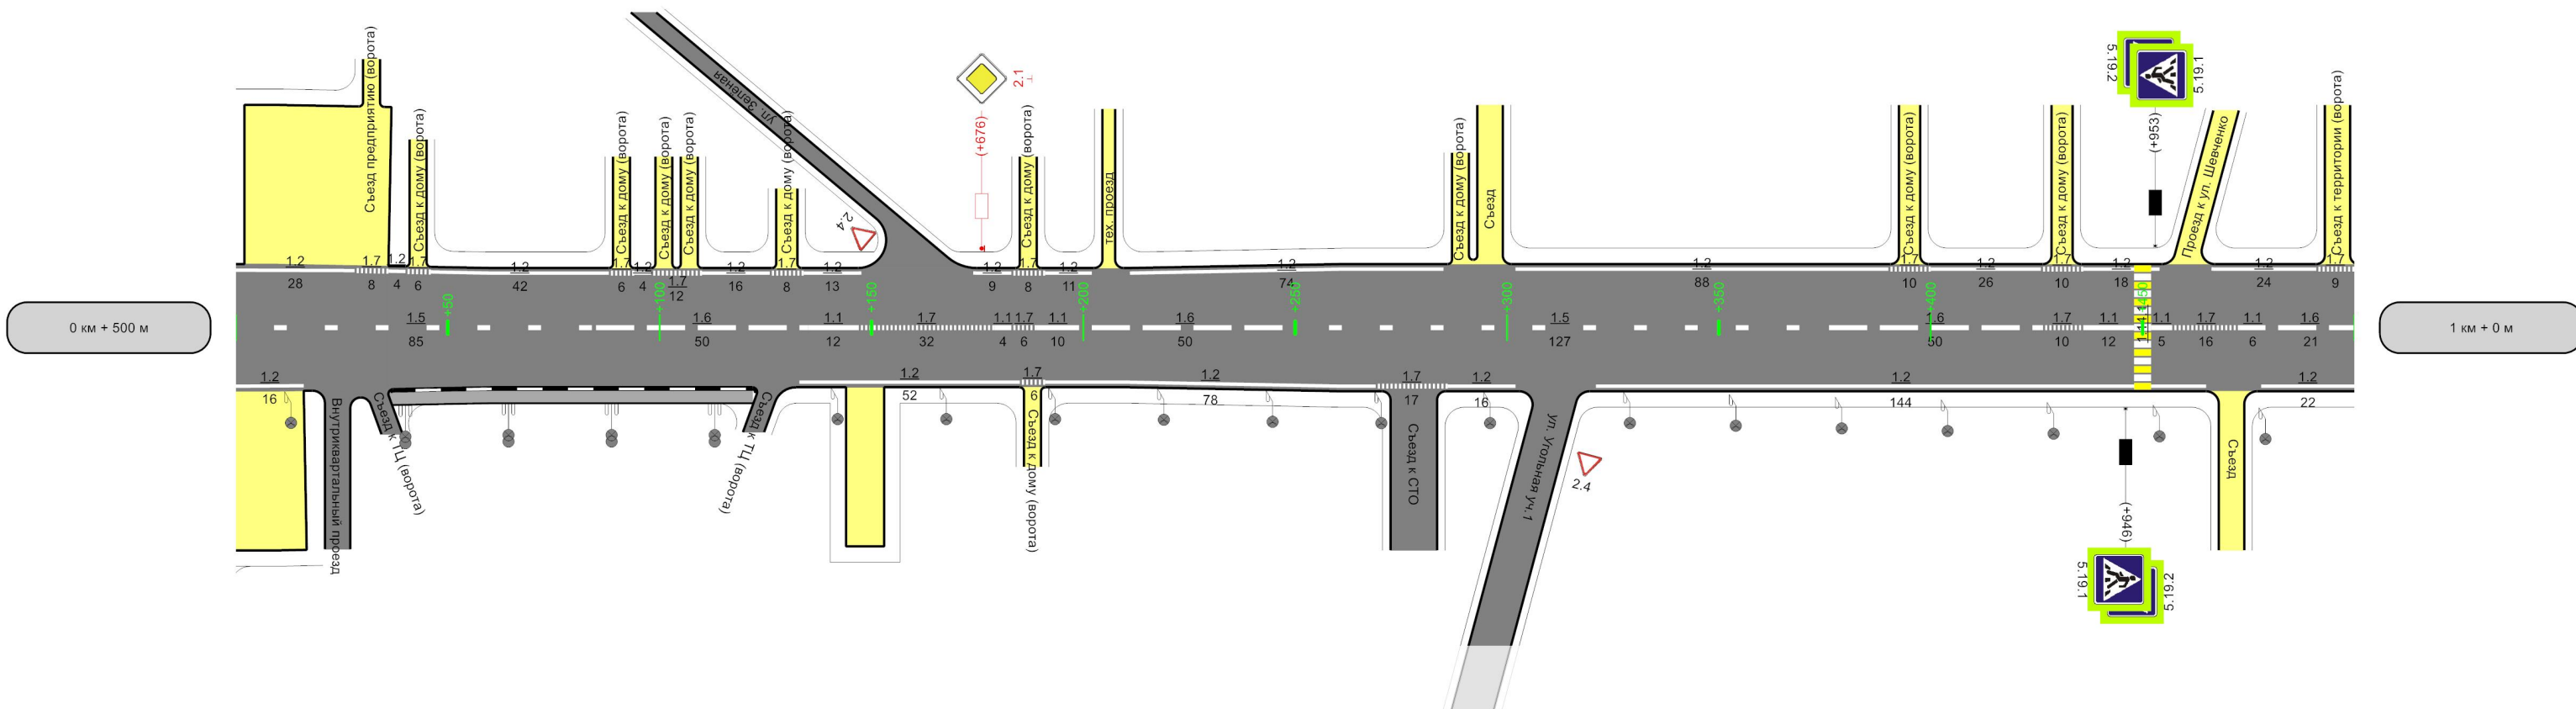 0 км + 500 м
1 км + 0 м
Съезд предприятию (ворота)
Съезд к дому (ворота)
Съезд к дому (ворота)
Съезд к дому (ворота)
Съезд к дому (ворота)
Съезд к дому (ворота)
ул. Зеленая
2.4
2.1
(+676)
Съезд к дому (ворота)
тех. проезд
Съезд к дому (ворота)
Съезд
Съезд к дому (ворота)
Съезд к дому (ворота)
5.19.2
5.19.1
(+953)
Проезд к ул. Шевченко
Съезд к территории (ворота)
1.2 1.7 1.2 1.7 1.2 1.7 1.2 1.7 1.2 1.7 1.2 1.2 1.7 1.2 1.2 1.2 1.7 1.2 1.7 1.2 1.2 1.7
28 8 4 6 42 6 4 12 16 8 13 9 8 11 74 88 10 26 10 18 24 9
+50 +100 +150 +200 +250 +300 +350 +400 +450
1.5 1.6 1.1 1.7 1.1 1.7 1.1 1.6 1.5 1.6 1.7 1.1 1.1 1.7 1.1 1.6
85 50 12 32 4 6 10 50 127 50 10 12 5 16 6 21
1.2 1.2 1.7 1.2 1.7 1.2 1.2 1.2
16 52 6 78 17 16 144 22
Внутриквартальный проезд
Съезд к ТЦ (ворота)
Съезд к ТЦ (ворота)
Съезд к дому (ворота)
Съезд к СТО
ул. Угольная уч.1
2.4
(+946)
5.19.1
5.19.2
Съезд